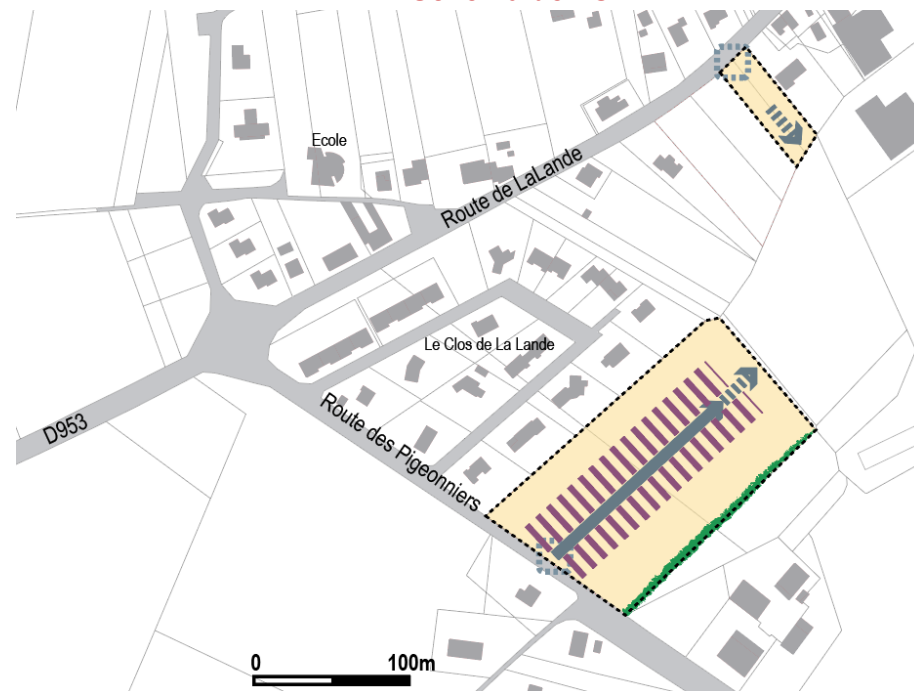 Ecole
Route de LaLande
Le Clos de La Lande
Route des Pigeonniers
D953
0 100m